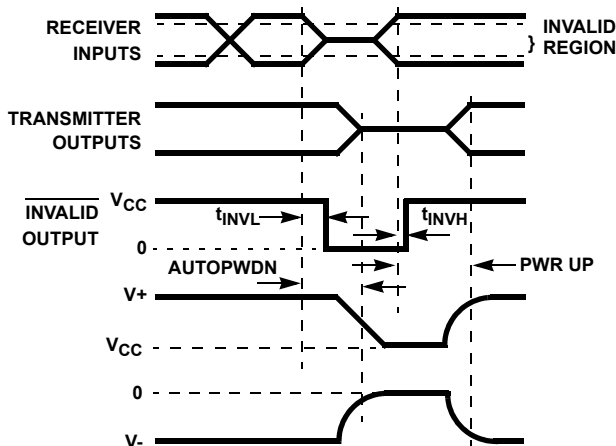 RECEIVER
INPUTS
INVALID
} REGION
TRANSMITTER
OUTPUTS
INVALID
OUTPUT
VCC
0
tINVL
tINVH
AUTOPWDN
PWR UP
V+
VCC
0
V-